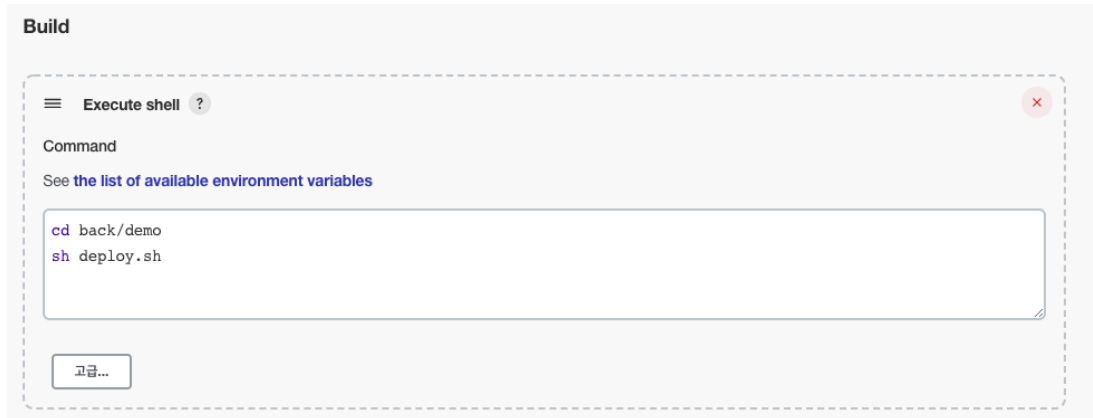 Build
Execute shell ?
Command
See the list of available environment variables
cd back/demo
sh deploy.sh
고급...